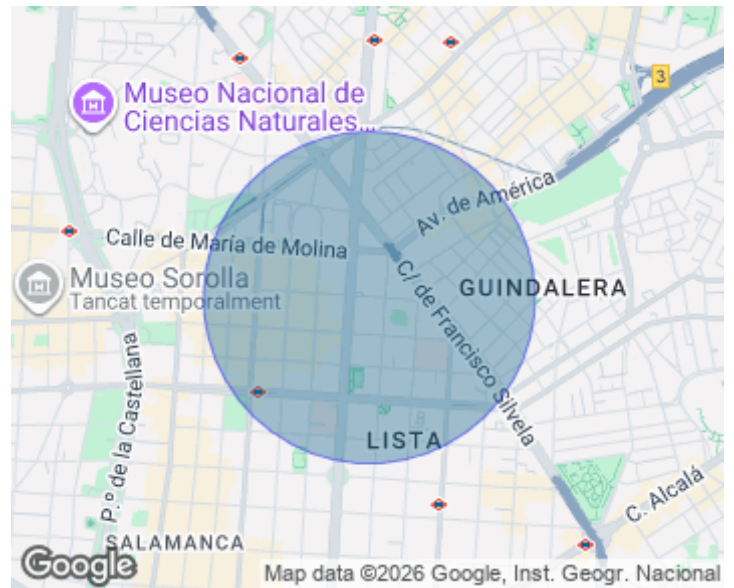 3
Museo Nacional de
Ciencias Naturales...
Av. de América
Calle de María de Molina
Museo Sorolla
Tancat temporalment
GUINDALERA
C/ de Francisco Silvela
P.º de la Castellana
LISTA
C. Alcalá
SALAMANCA
Google
Map data ©2026 Google, Inst. Geogr. Nacional